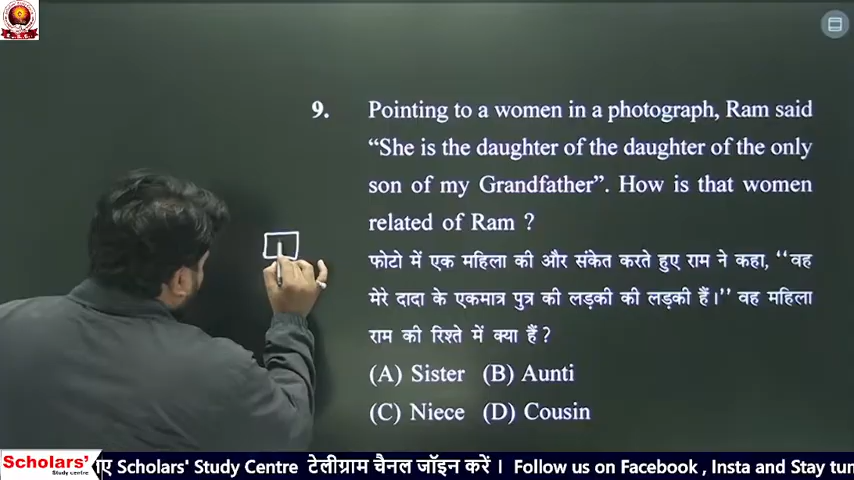 9. Pointing to a women in a photograph, Ram said
“She is the daughter of the daughter of the only
son of my Grandfather”. How is that women
related of Ram ?
फोटो में एक महिला की और संकेत करते हुए राम ने कहा, ‘‘वह
मेरे दादा के एकमात्र पुत्र की लड़की की लड़की हैं।’’ वह महिला
राम की रिश्ते में क्या हैं ?
(A) Sister (B) Aunti
(C) Niece (D) Cousin
Scholars’
Study centre
Scholars' Study Centre टेलीग्राम चैनल जॉइन करें । Follow us on Facebook , Insta and Stay